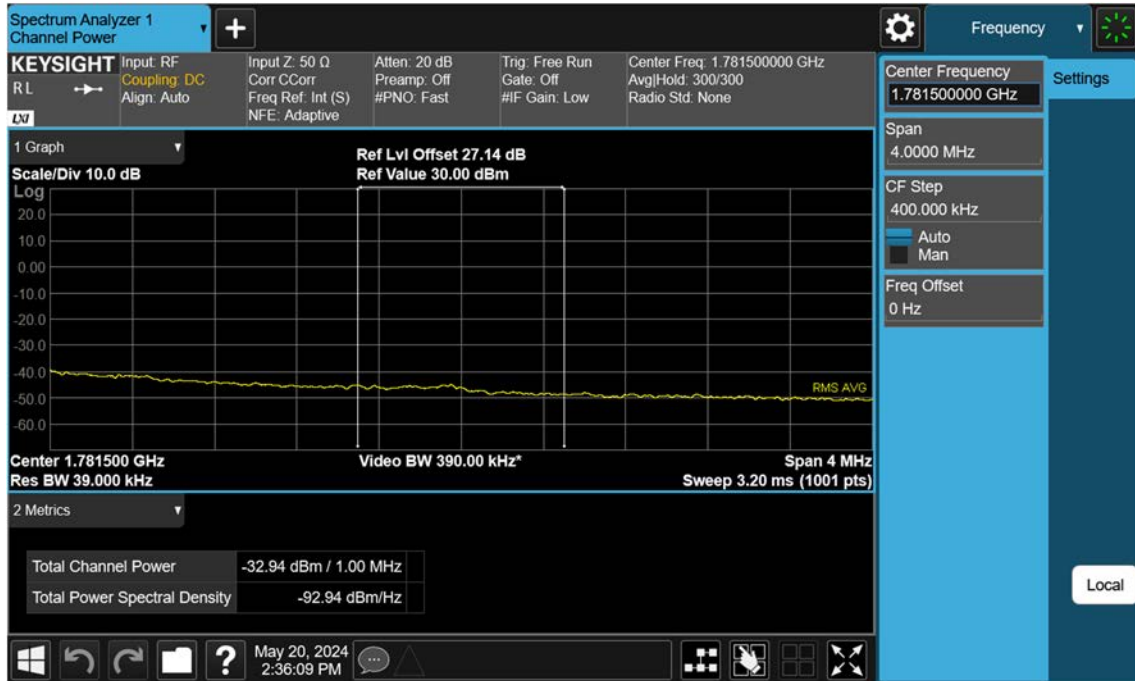 Spectrum Analyzer 1
Channel Power
Frequency
KEYSIGHT
R L
LXI
Input: RF
Coupling: DC
Align: Auto
Input Z: 50 Ω
Corr CCorr
Freq Ref: Int (S)
NFE: Adaptive
Atten: 20 dB
Preamp: Off
#PNO: Fast
Trig: Free Run
Gate: Off
#IF Gain: Low
Center Freq: 1.781500000 GHz
Avg|Hold: 300/300
Radio Std: None
Center Frequency
1.781500000 GHz
Settings
Span
4.0000 MHz
CF Step
400.000 kHz
Auto
Man
Freq Offset
0 Hz
1 Graph
Scale/Div 10.0 dB
Ref Lvl Offset 27.14 dB
Ref Value 30.00 dBm
Log
20.0
10.0
0.00
-10.0
-20.0
-30.0
-40.0
-50.0
-60.0
RMS AVG
Center 1.781500 GHz
Video BW 390.00 kHz*
Span 4 MHz
Res BW 39.000 kHz
Sweep 3.20 ms (1001 pts)
2 Metrics
Total Channel Power -32.94 dBm / 1.00 MHz
Total Power Spectral Density -92.94 dBm/Hz
Local
?
May 20, 2024
2:36:09 PM